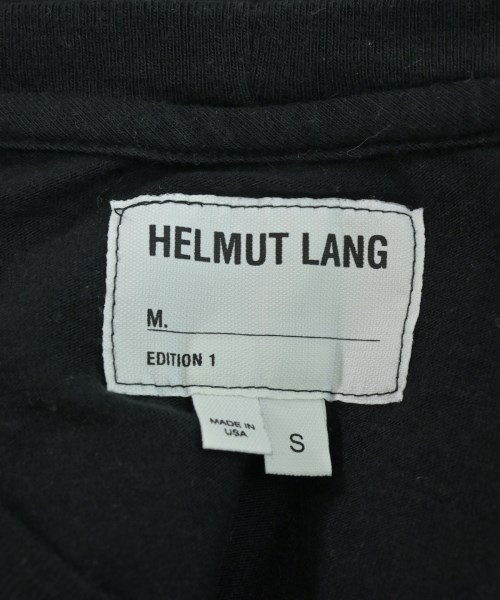 HELMUT LANG
M.
EDITION 1
MADE IN
USA
S